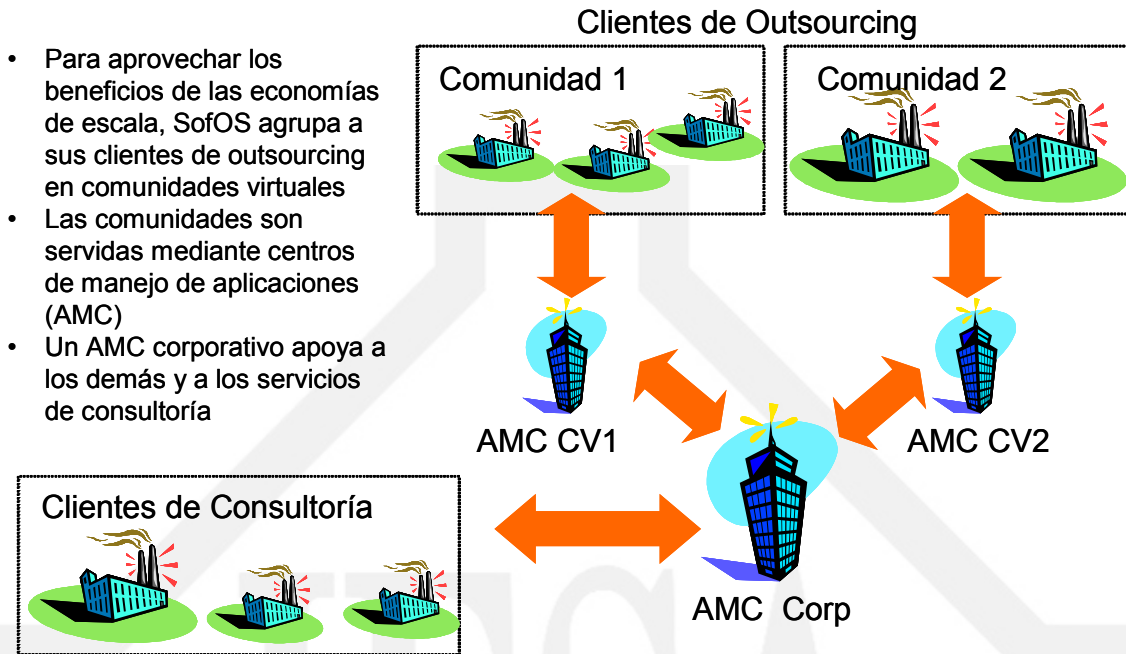 Clientes de Outsourcing
• Para aprovechar los
beneficios de las economías
de escala, SofOS agrupa a
sus clientes de outsourcing
en comunidades virtuales
• Las comunidades son
servidas mediante centros
de manejo de aplicaciones
(AMC)
• Un AMC corporativo apoya a
los demás y a los servicios
de consultoría
Comunidad 1
Comunidad 2
AMC CV1
AMC CV2
Clientes de Consultoría
AMC Corp